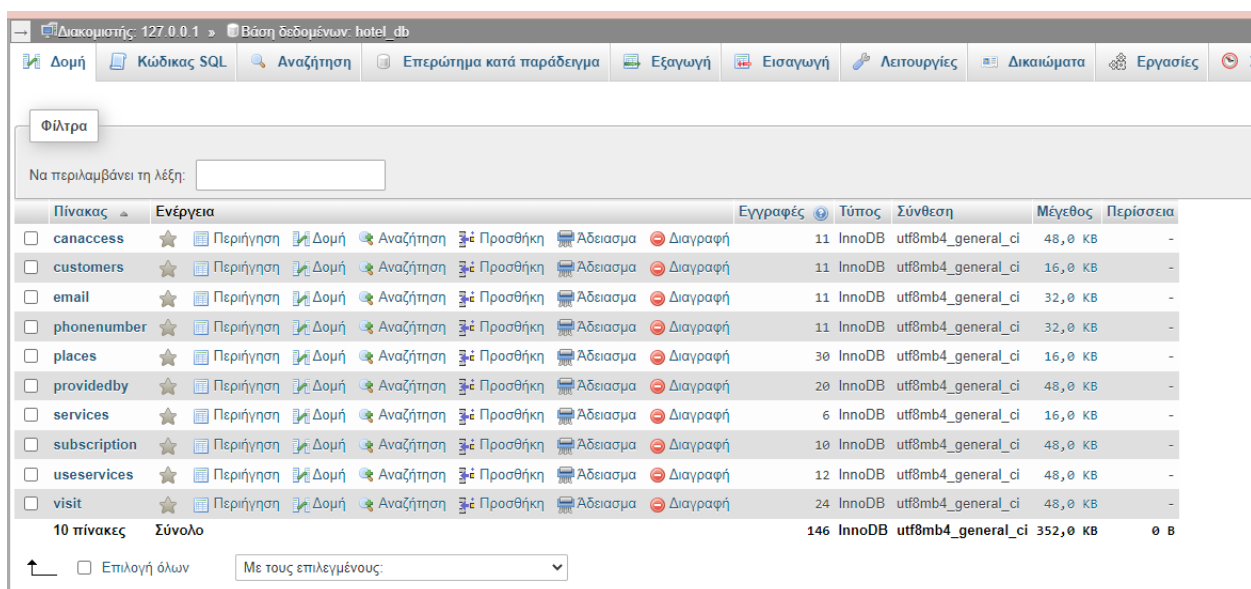 Διακομιστής: 127.0.0.1 » Βάση δεδομένων: hotel_db
Δομή Κώδικας SQL Αναζήτηση Επερώτημα κατά παράδειγμα Εξαγωγή Εισαγωγή Λειτουργίες Δικαιώματα Εργασίες
Φίλτρα
Να περιλαμβάνει τη λέξη:
Πίνακας Ενέργεια Εγγραφές Τύπος Σύνθεση Μέγεθος Περίσσεια
canaccess Περιήγηση Δομή Αναζήτηση Προσθήκη Άδειασμα Διαγραφή 11 InnoDB utf8mb4_general_ci 48,0 KB -
customers Περιήγηση Δομή Αναζήτηση Προσθήκη Άδειασμα Διαγραφή 11 InnoDB utf8mb4_general_ci 16,0 KB -
email Περιήγηση Δομή Αναζήτηση Προσθήκη Άδειασμα Διαγραφή 11 InnoDB utf8mb4_general_ci 32,0 KB -
phonenumber Περιήγηση Δομή Αναζήτηση Προσθήκη Άδειασμα Διαγραφή 11 InnoDB utf8mb4_general_ci 32,0 KB -
places Περιήγηση Δομή Αναζήτηση Προσθήκη Άδειασμα Διαγραφή 30 InnoDB utf8mb4_general_ci 16,0 KB -
providedby Περιήγηση Δομή Αναζήτηση Προσθήκη Άδειασμα Διαγραφή 20 InnoDB utf8mb4_general_ci 48,0 KB -
services Περιήγηση Δομή Αναζήτηση Προσθήκη Άδειασμα Διαγραφή 6 InnoDB utf8mb4_general_ci 16,0 KB -
subscription Περιήγηση Δομή Αναζήτηση Προσθήκη Άδειασμα Διαγραφή 10 InnoDB utf8mb4_general_ci 48,0 KB -
useservices Περιήγηση Δομή Αναζήτηση Προσθήκη Άδειασμα Διαγραφή 12 InnoDB utf8mb4_general_ci 48,0 KB -
visit Περιήγηση Δομή Αναζήτηση Προσθήκη Άδειασμα Διαγραφή 24 InnoDB utf8mb4_general_ci 48,0 KB -
10 πίνακες Σύνολο 146 InnoDB utf8mb4_general_ci 352,0 KB 0 B
Επιλογή όλων Με τους επιλεγμένους: